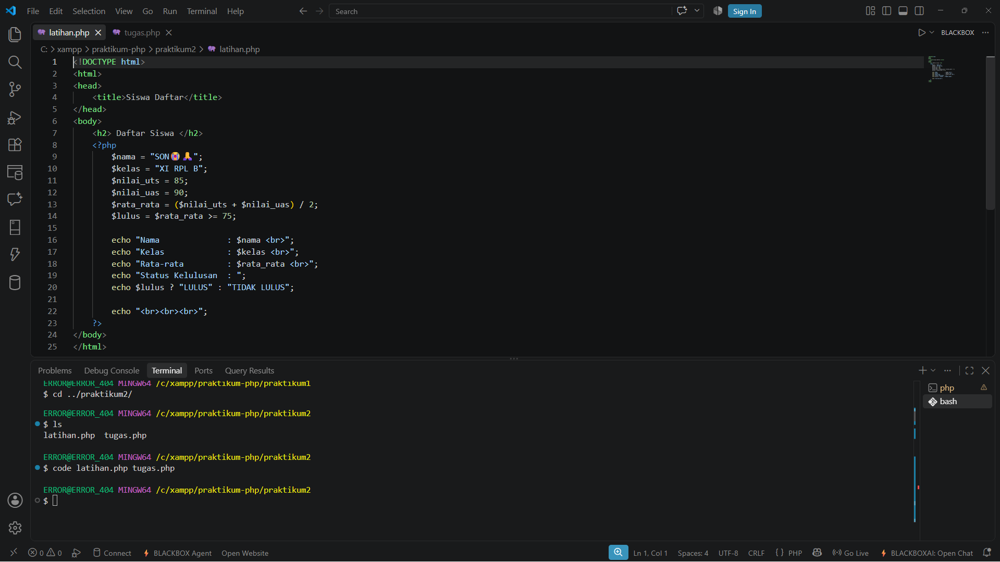 File Edit Selection View Go Run Terminal Help Search Sign In
latihan.php tugas.php BLACKBOX
C: > xampp > praktikum-php > praktikum2 > latihan.php
1 <!DOCTYPE html>
2 <html>
3 <head>
4 <title>Siswa Daftar</title>
5 </head>
6 <body>
7 <h2> Daftar Siswa </h2>
8 <?php
9 $nama = "SON😭🙏";
10 $kelas = "XI RPL B";
11 $nilai_uts = 85;
12 $nilai_uas = 90;
13 $rata_rata = ($nilai_uts + $nilai_uas) / 2;
14 $lulus = $rata_rata >= 75;
15
16 echo "Nama : $nama <br>";
17 echo "Kelas : $kelas <br>";
18 echo "Rata-rata : $rata_rata <br>";
19 echo "Status Kelulusan : ";
20 echo $lulus ? "LULUS" : "TIDAK LULUS";
21
22 echo "<br><br><br>";
23 ?>
24 </body>
25 </html>
Problems Debug Console Terminal Ports Query Results
ERROR@ERROR_404 MINGW64 /c/xampp/praktikum-php/praktikum1
$ cd ../praktikum2/
ERROR@ERROR_404 MINGW64 /c/xampp/praktikum-php/praktikum2
$ ls
latihan.php tugas.php
ERROR@ERROR_404 MINGW64 /c/xampp/praktikum-php/praktikum2
$ code latihan.php tugas.php
ERROR@ERROR_404 MINGW64 /c/xampp/praktikum-php/praktikum2
$
php
bash
0 0 Connect BLACKBOX Agent Open Website Ln 1, Col 1 Spaces: 4 UTF-8 CRLF {} PHP Go Live BLACKBOXAI: Open Chat